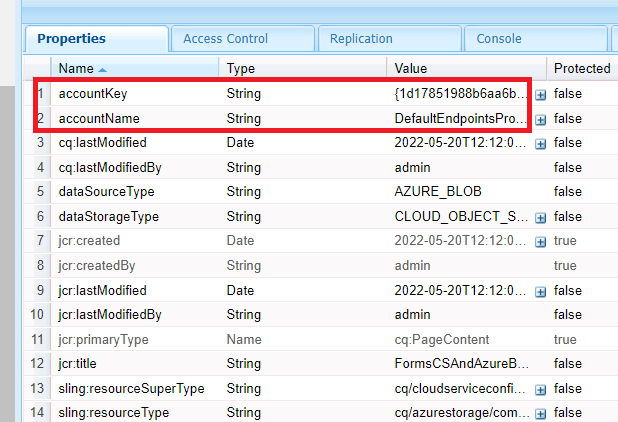 Properties Access Control Replication Console
Name Type Value Protected
1 accountKey String {1d17851988b6aa6b... false
2 accountName String DefaultEndpointsPro... false
3 cq:lastModified Date 2022-05-20T12:12:0... false
4 cq:lastModifiedBy String admin false
5 dataSourceType String AZURE_BLOB false
6 dataStorageType String CLOUD_OBJECT_S... false
7 jcr:created Date 2022-05-20T12:12:0... true
8 jcr:createdBy String admin true
9 jcr:lastModified Date 2022-05-20T12:12:0... false
10 jcr:lastModifiedBy String admin false
11 jcr:primaryType Name cq:PageContent true
12 jcr:title String FormsCSAndAzureB... false
13 sling:resourceSuperType String cq/cloudserviceconfi... false
14 sling:resourceType String cq/azurestorage/com... false